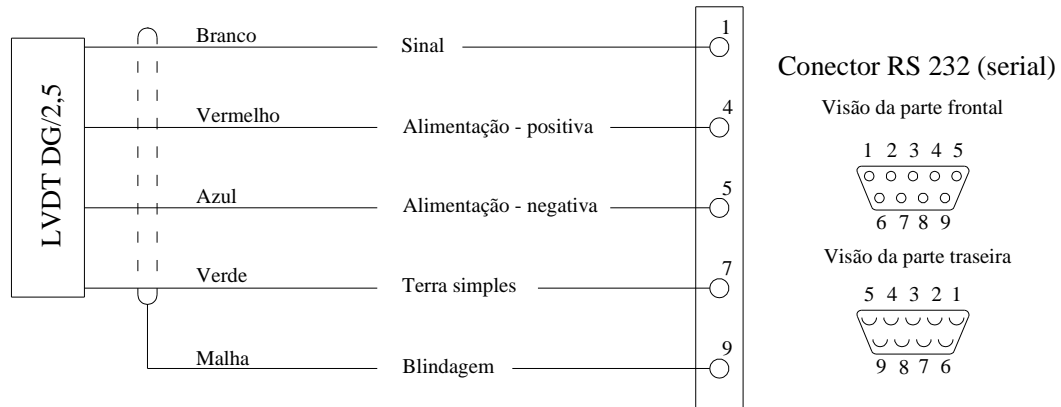 LVDT DG/2,5
Branco Sinal 1
Vermelho Alimentação - positiva 4
Azul Alimentação - negativa 5
Verde Terra simples 7
Malha Blindagem 9
Conector RS 232 (serial)
Visão da parte frontal
1 2 3 4 5
6 7 8 9
Visão da parte traseira
5 4 3 2 1
9 8 7 6